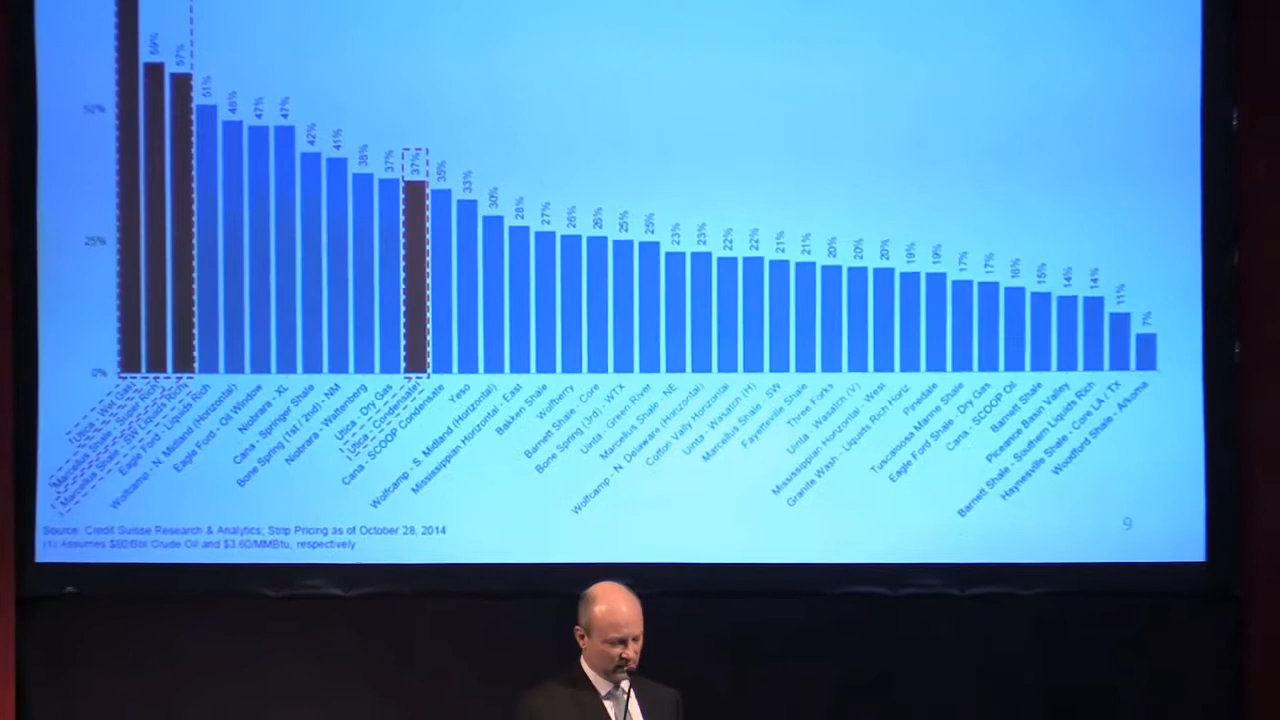 59%
57%
51%
48%
47%
47%
42%
41%
38%
37%
37%
35%
33%
30%
28%
27%
26%
26%
25%
25%
23%
23%
22%
22%
21%
21%
20%
20%
20%
19%
19%
17%
17%
16%
15%
14%
14%
11%
7%
50%
25%
0%
Utica - Wet Gas
Marcellus Shale - Super Rich
Marcellus Shale - SW Liquids Rich
Eagle Ford - Liquids Rich
Wolfcamp - N. Midland (Horizontal)
Eagle Ford - Oil Window
Niobrara - XL
Cana - Springer Shale
Bone Spring (1st / 2nd) - NM
Niobrara - Wattenberg
Utica - Dry Gas
Utica - Condensate
Cana - SCOOP Condensate
Yeso
Wolfcamp - S. Midland (Horizontal)
Mississippian Horizontal - East
Bakken Shale
Wolfberry
Barnett Shale - Core
Bone Spring (3rd) - WTX
Uinta - Green River
Marcellus Shale - NE
Wolfcamp - N. Delaware (Horizontal)
Cotton Vally Horizontal
Uinta - Wasatch (H)
Marcellus Shale - SW
Fayetteville Shale
Three Forks
Uinta - Wasatch (V)
Mississippian Horizontal - West
Granite Wash - Liquids Rich Horiz
Pinedale
Tuscaloosa Marine Shale
Eagle Ford Shale - Dry Gas
Cana - SCOOP Oil
Barnett Shale
Piceance Basin Valley
Barnett Shale - Southern Liquids Rich
Haynesville Shale - Core LA / TX
Woodford Shale - Arkoma
Source: Credit Suisse Research & Analytics; Strip Pricing as of October 28, 2014
(1) Assumes $80/Bbl Crude Oil and $3.60/MMBtu, respectively
9